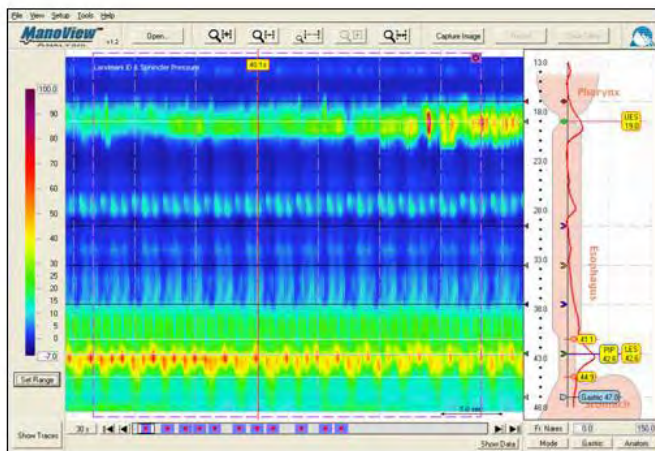 File View Setup Tools Help
ManoView v1.2
Open...
Capture Image
Landmark ID & Sphincter Pressure
40.1s
100.0
90
80
70
60
50
40
30
20
15
10
5
0
-7.0
Set Range
Show Traces
30 s
5.0 sec
Show Data
13.0
18.0
23.0
28.0
33.0
38.0
43.0
48.0
Pharynx
UES
19.0
Esophagus
41.1
PIP
42.6
LES
42.6
44.9
Gastric 47.0
Stomach
Fr. Nares
0.0
150.0
Mode
Gastric
Anatom